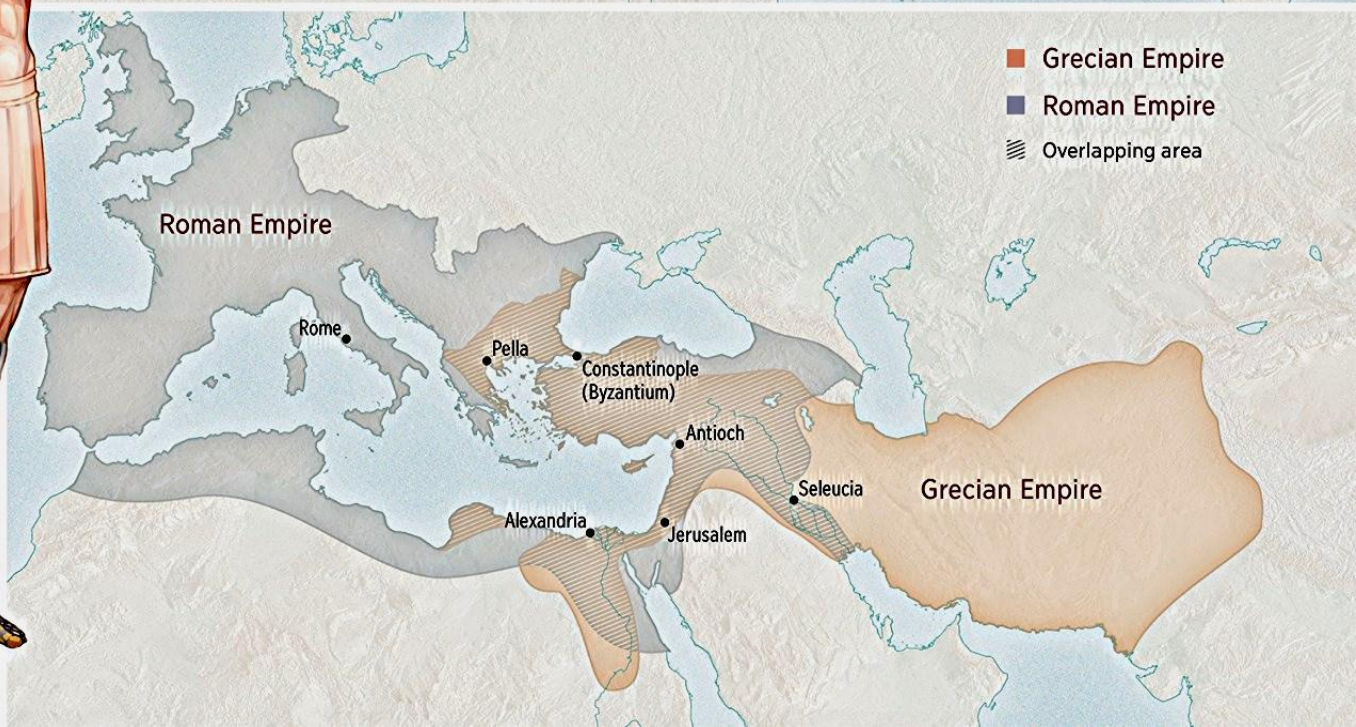 Grecian Empire
Roman Empire
Overlapping area
Roman Empire
Rome
Pella
Constantinople
(Byzantium)
Antioch
Seleucia
Grecian Empire
Alexandria
Jerusalem